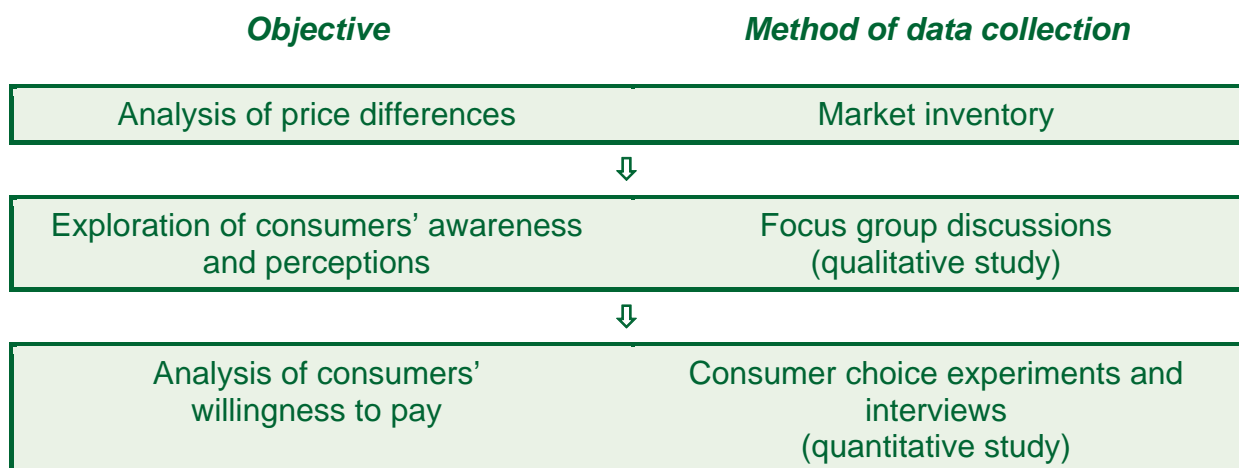 Objective Method of data collection
Analysis of price differences Market inventory
⇩
Exploration of consumers’ awareness
and perceptions
Focus group discussions
(qualitative study)
⇩
Analysis of consumers’
willingness to pay
Consumer choice experiments and
interviews
(quantitative study)